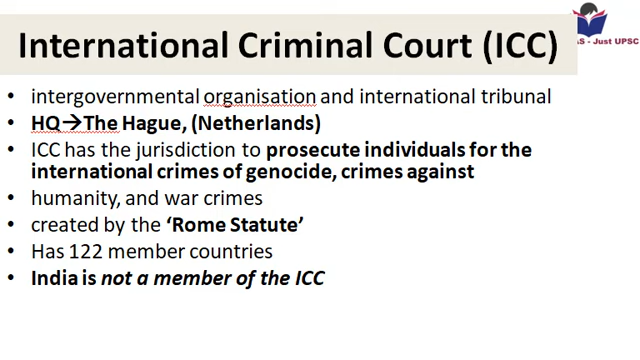 International Criminal Court (ICC)
AS - Just UPSC
• intergovernmental organisation and international tribunal
• HQ→The Hague, (Netherlands)
• ICC has the jurisdiction to prosecute individuals for the
international crimes of genocide, crimes against
• humanity, and war crimes
• created by the ‘Rome Statute’
• Has 122 member countries
• India is not a member of the ICC